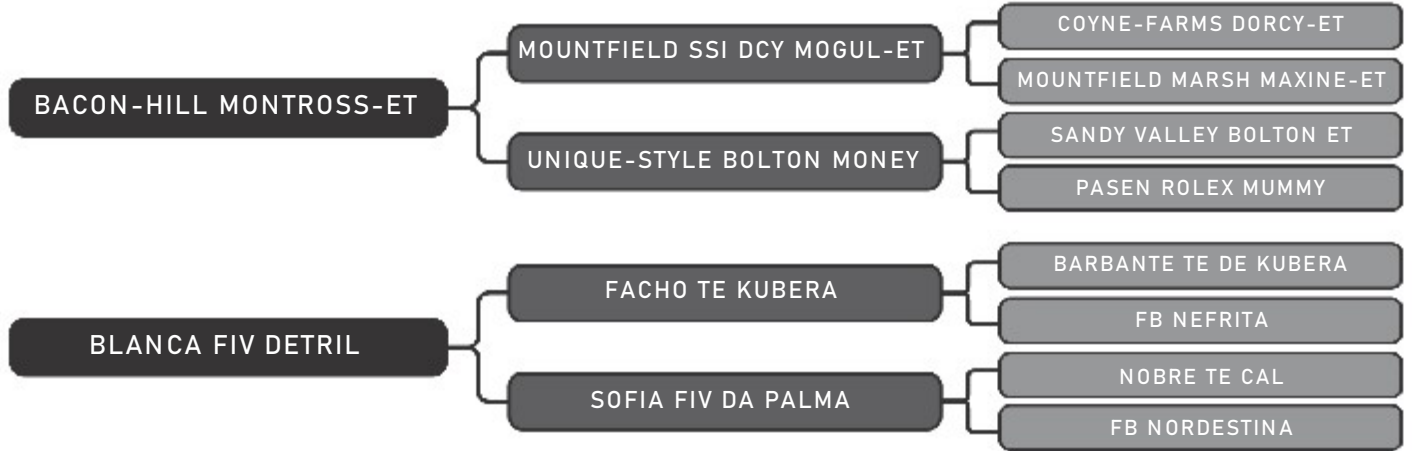 BACON-HILL MONTROSS-ET
MOUNTFIELD SSI DCY MOGUL-ET
COYNE-FARMS DORCY-ET
MOUNTFIELD MARSH MAXINE-ET
UNIQUE-STYLE BOLTON MONEY
SANDY VALLEY BOLTON ET
PASEN ROLEX MUMMY
BLANCA FIV DETRIL
FACHO TE KUBERA
BARBANTE TE DE KUBERA
FB NEFRITA
SOFIA FIV DA PALMA
NOBRE TE CAL
FB NORDESTINA